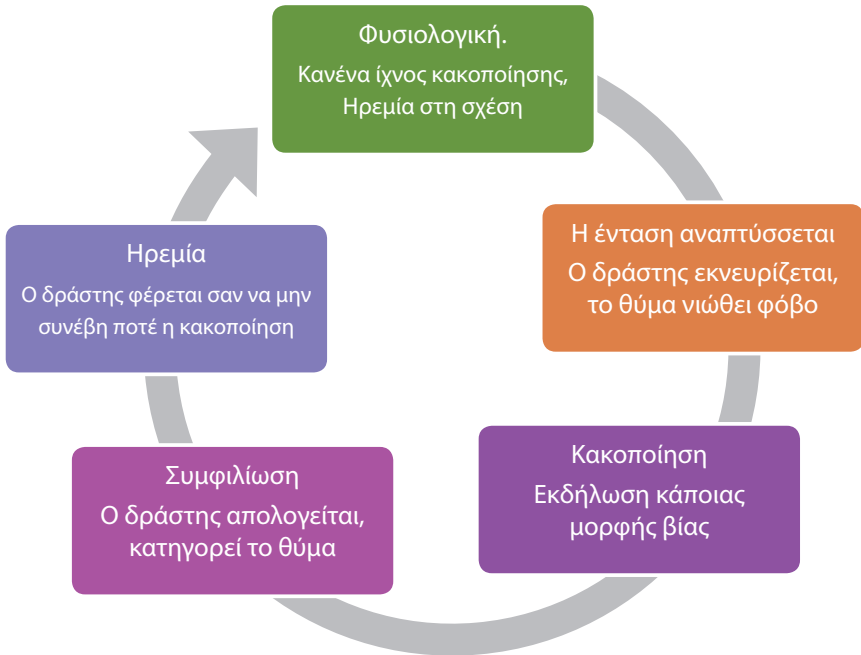 Φυσιολογική.
Κανένα ίχνος κακοποίησης,
Ηρεμία στη σχέση
Η ένταση αναπτύσσεται
Ο δράστης εκνευρίζεται,
το θύμα νιώθει φόβο
Κακοποίηση
Εκδήλωση κάποιας
μορφής βίας
Συμφιλίωση
Ο δράστης απολογείται,
κατηγορεί το θύμα
Ηρεμία
Ο δράστης φέρεται σαν να μην
συνέβη ποτέ η κακοποίηση